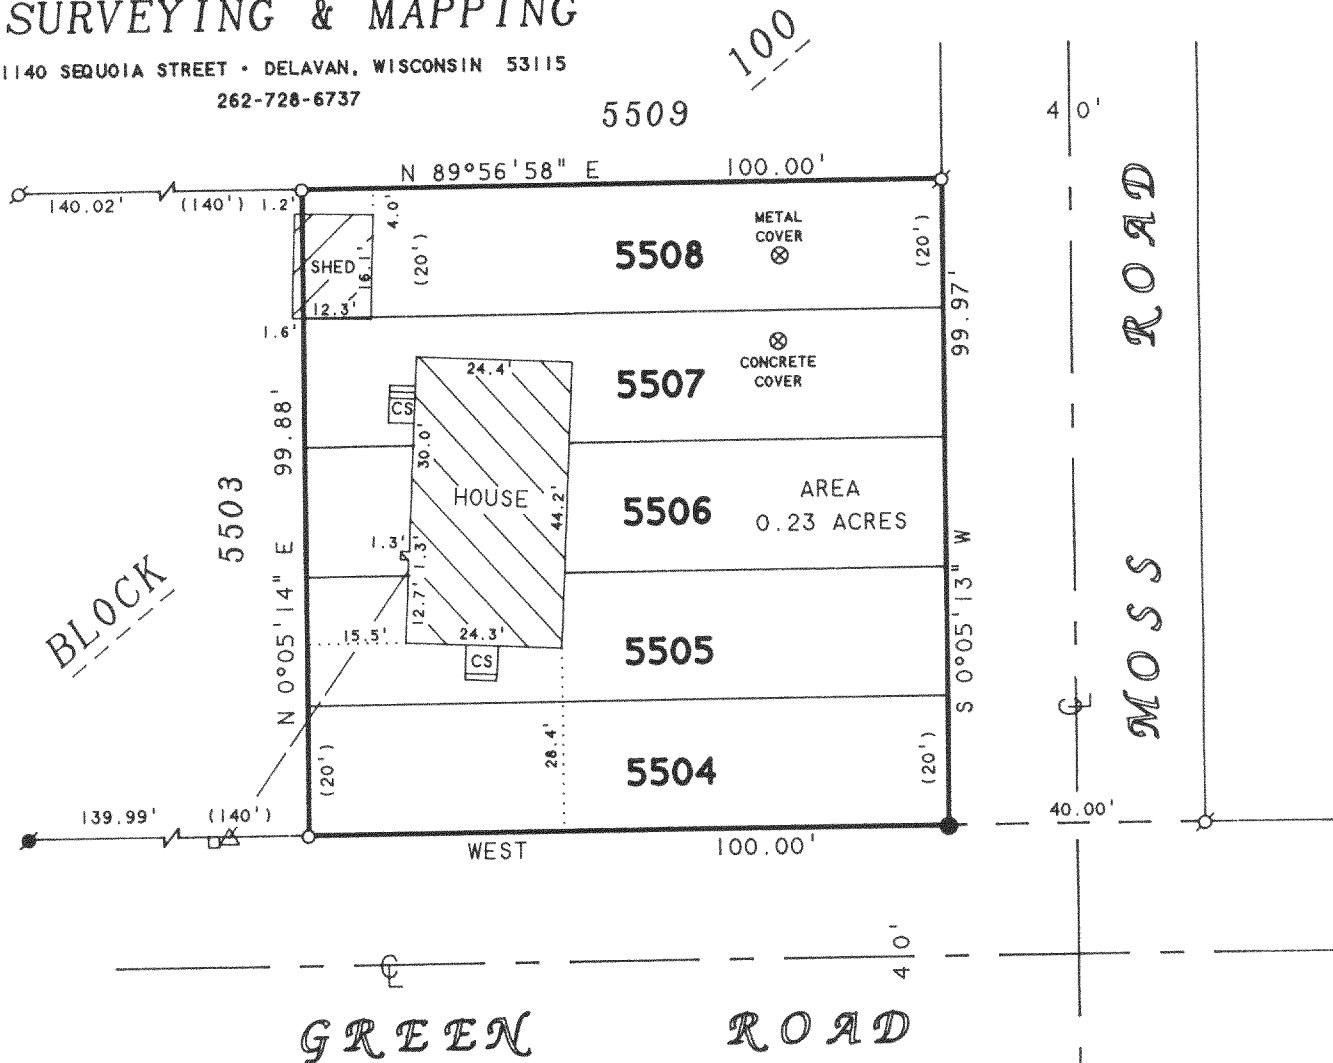 SURVEYING & MAPPING
1140 SEQUOIA STREET • DELAVAN, WISCONSIN 53115
262-728-6737
100
5509
40'
N 89°56'58" E 100.00'
140.02' (140') 1.2'
4.0'
(20')
METAL
COVER
5508
(20')
SHED
16.1'
12.3'
1.6'
99.97'
ROAD
CONCRETE
COVER
24.4'
5507
CS
99.88'
30.0'
5503
HOUSE
44.2'
5506
AREA
0.23 ACRES
1.3'
1.3'
N 0°05'14" E
S 0°05'13" W
BLOCK
12.7'
15.5'
24.3'
CS
5505
MOSS
CL
28.4'
(20')
5504
(20')
139.99' (140')
40.00'
WEST 100.00'
40'
CL
GREEN ROAD